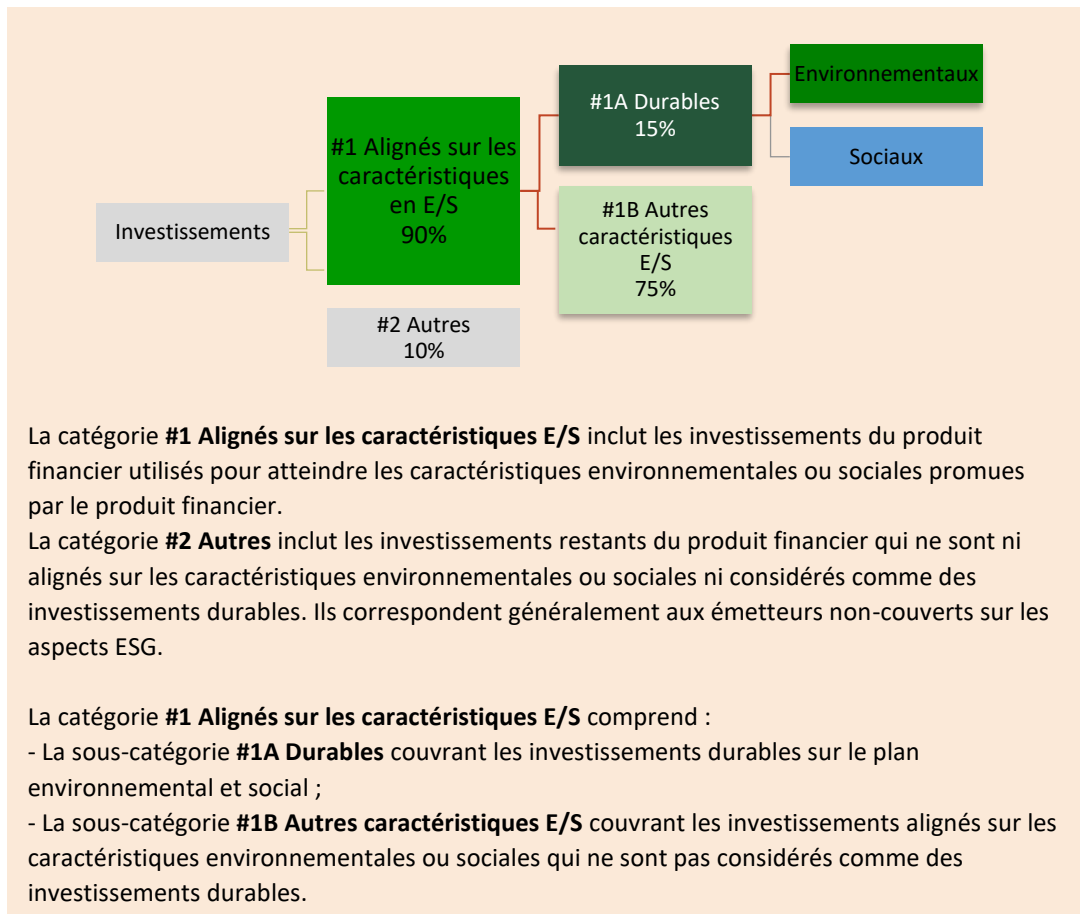 Investissements
#1 Alignés sur les
caractéristiques
en E/S
90%
#2 Autres
10%
#1A Durables
15%
#1B Autres
caractéristiques
E/S
75%
Environnementaux
Sociaux
La catégorie #1 Alignés sur les caractéristiques E/S inclut les investissements du produit
financier utilisés pour atteindre les caractéristiques environnementales ou sociales promues
par le produit financier.
La catégorie #2 Autres inclut les investissements restants du produit financier qui ne sont ni
alignés sur les caractéristiques environnementales ou sociales ni considérés comme des
investissements durables. Ils correspondent généralement aux émetteurs non-couverts sur les
aspects ESG.
La catégorie #1 Alignés sur les caractéristiques E/S comprend :
- La sous-catégorie #1A Durables couvrant les investissements durables sur le plan
environnemental et social ;
- La sous-catégorie #1B Autres caractéristiques E/S couvrant les investissements alignés sur les
caractéristiques environnementales ou sociales qui ne sont pas considérés comme des
investissements durables.